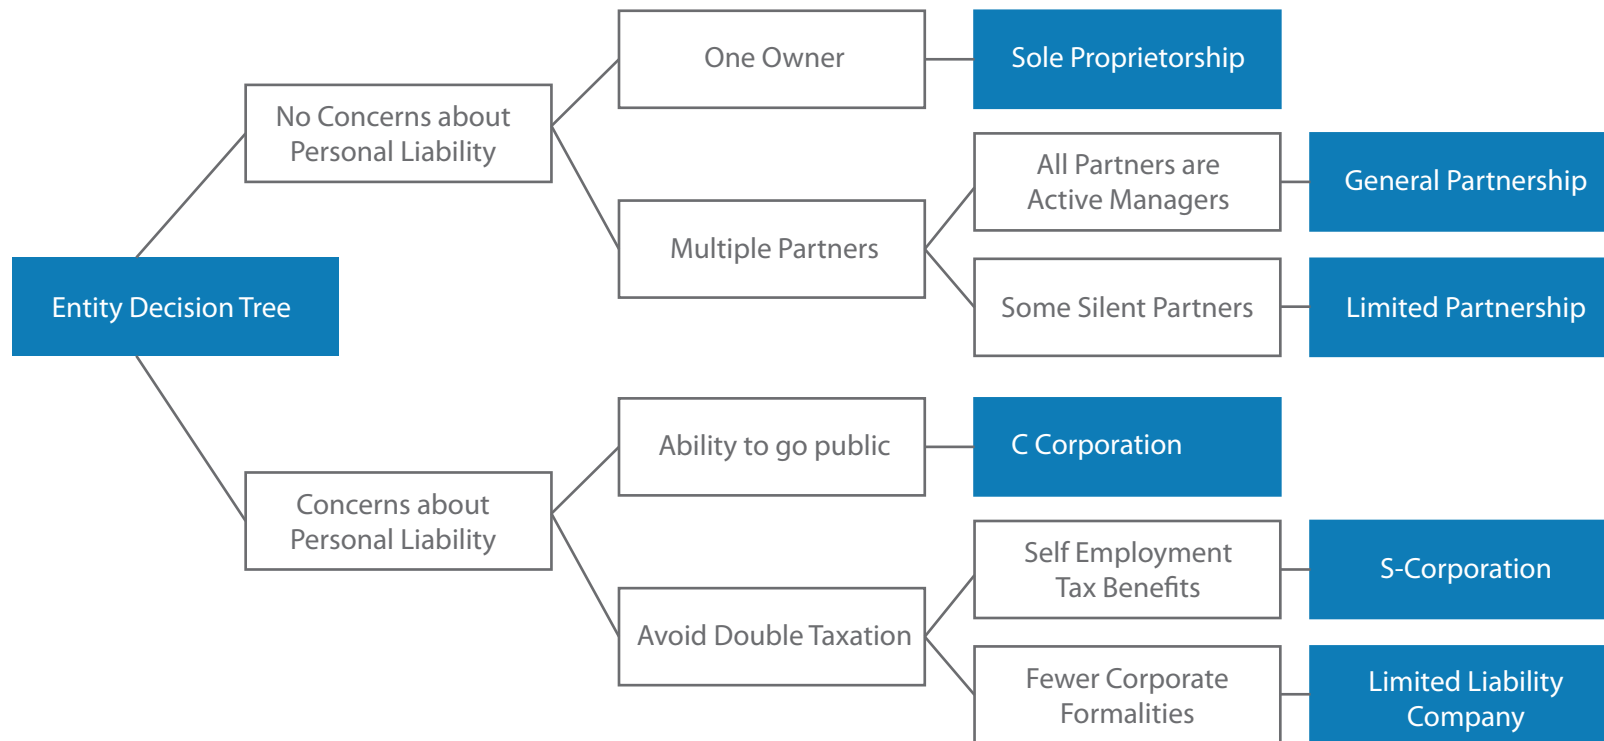 One Owner
Sole Proprietorship
No Concerns about
Personal Liability
All Partners are
Active Managers
General Partnership
Multiple Partners
Some Silent Partners
Limited Partnership
Entity Decision Tree
Ability to go public
C Corporation
Concerns about
Personal Liability
Self Employment
Tax Benefits
S-Corporation
Avoid Double Taxation
Fewer Corporate
Formalities
Limited Liability
Company